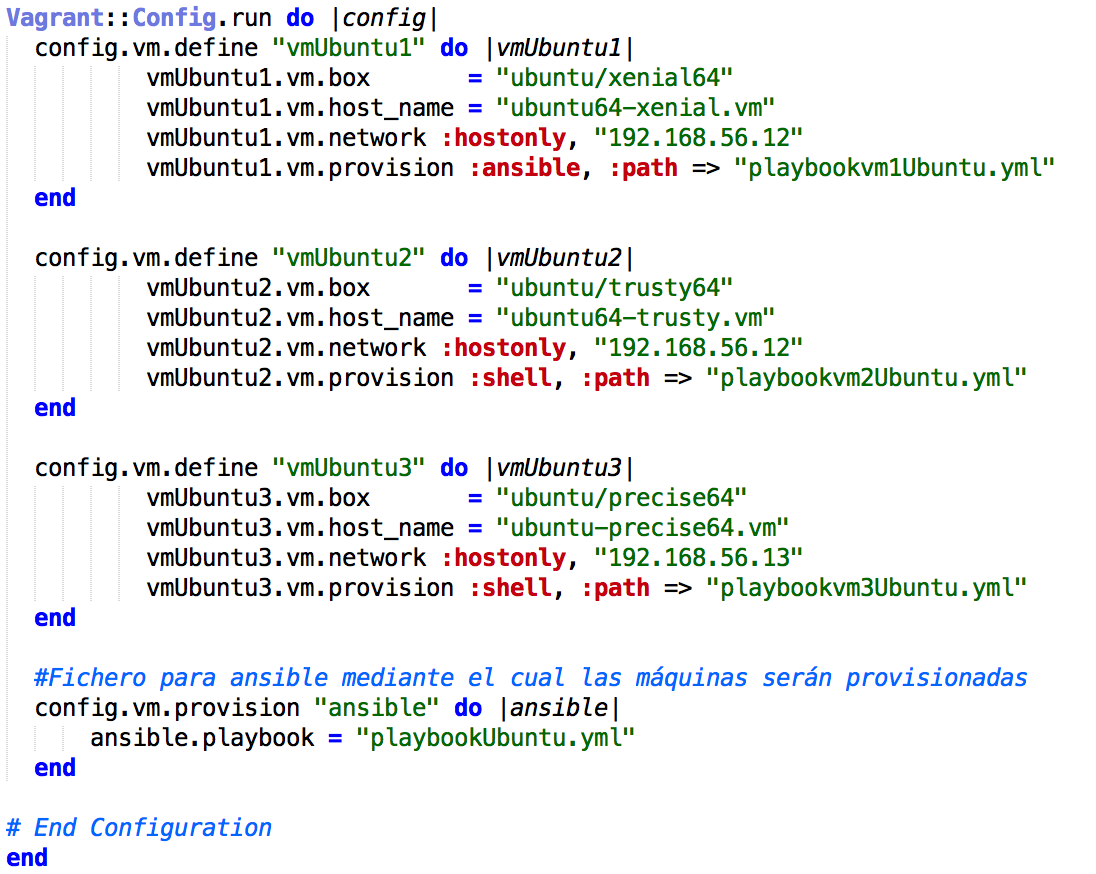 Vagrant::Config.run do |config|
  config.vm.define "vmUbuntu1" do |vmUbuntu1|
          vmUbuntu1.vm.box       = "ubuntu/xenial64"
          vmUbuntu1.vm.host_name = "ubuntu64-xenial.vm"
          vmUbuntu1.vm.network :hostonly, "192.168.56.12"
          vmUbuntu1.vm.provision :ansible, :path => "playbookvm1Ubuntu.yml"
  end

  config.vm.define "vmUbuntu2" do |vmUbuntu2|
          vmUbuntu2.vm.box       = "ubuntu/trusty64"
          vmUbuntu2.vm.host_name = "ubuntu64-trusty.vm"
          vmUbuntu2.vm.network :hostonly, "192.168.56.12"
          vmUbuntu2.vm.provision :shell, :path => "playbookvm2Ubuntu.yml"
  end

  config.vm.define "vmUbuntu3" do |vmUbuntu3|
          vmUbuntu3.vm.box       = "ubuntu/precise64"
          vmUbuntu3.vm.host_name = "ubuntu-precise64.vm"
          vmUbuntu3.vm.network :hostonly, "192.168.56.13"
          vmUbuntu3.vm.provision :shell, :path => "playbookvm3Ubuntu.yml"
  end

  #Fichero para ansible mediante el cual las máquinas serán provisionadas
  config.vm.provision "ansible" do |ansible|
      ansible.playbook = "playbookUbuntu.yml"
  end

# End Configuration
end